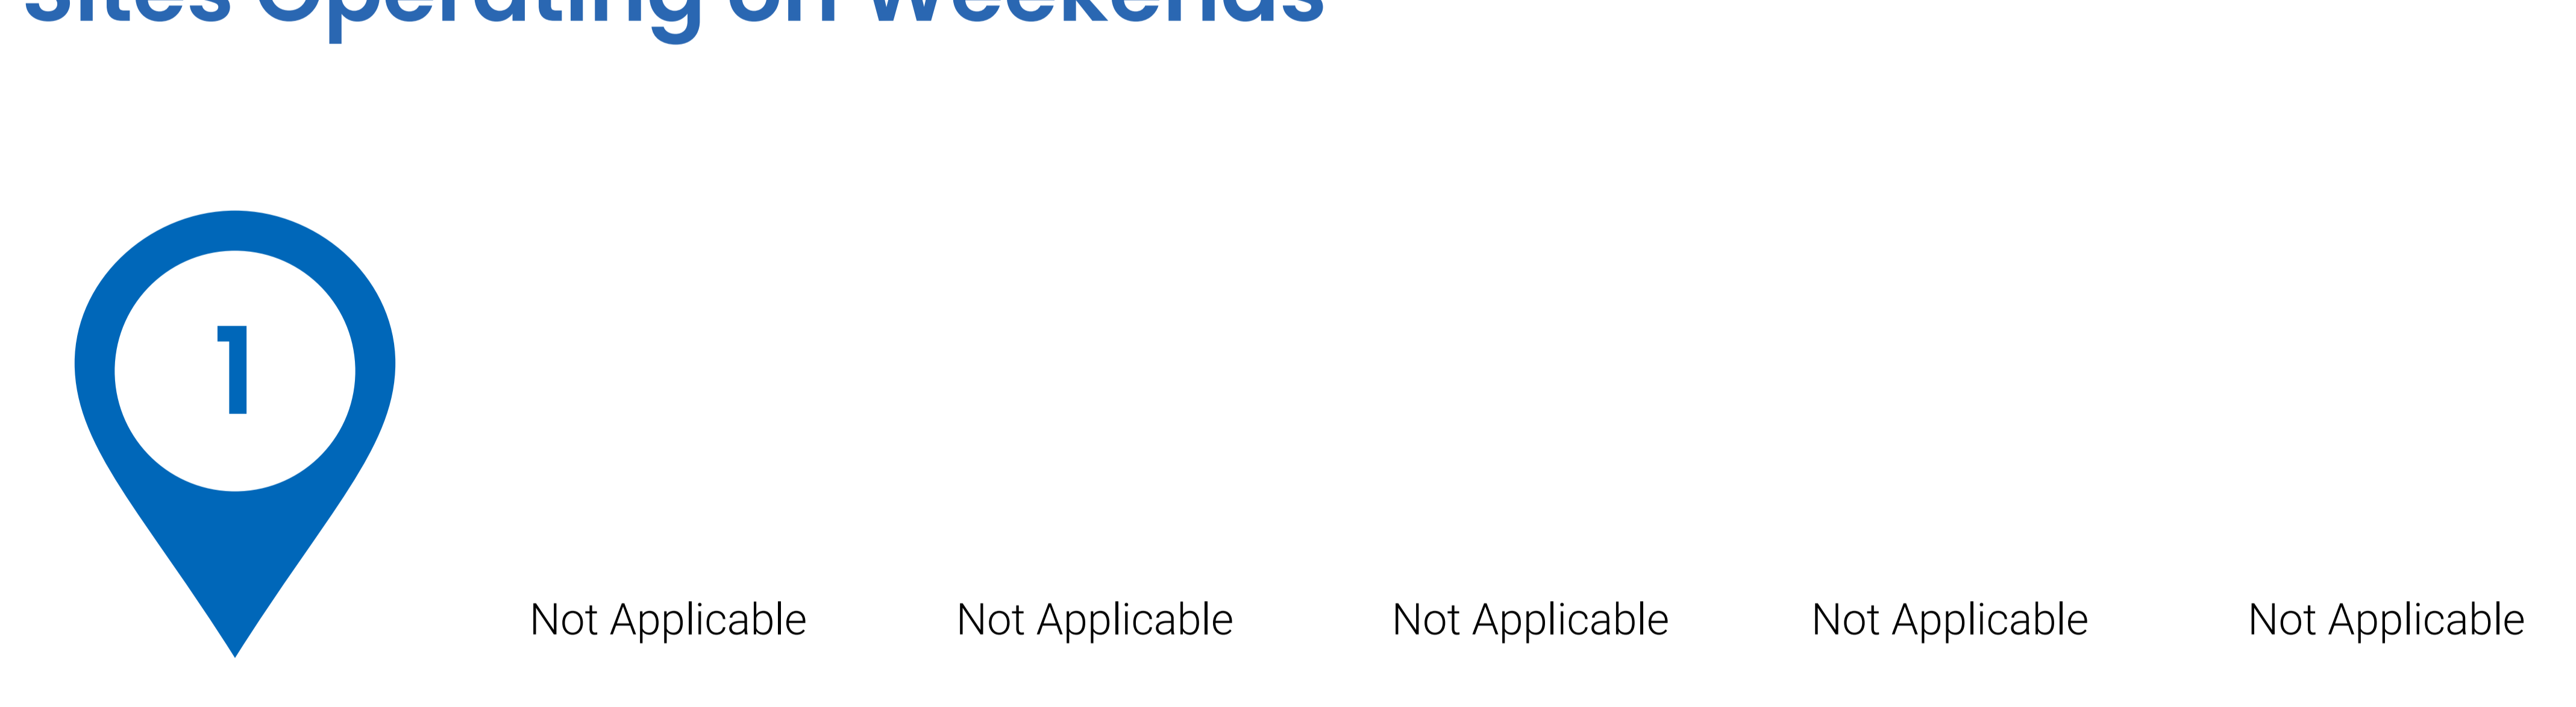 Sites Operating on Weekends
1
Not Applicable Not Applicable Not Applicable Not Applicable Not Applicable